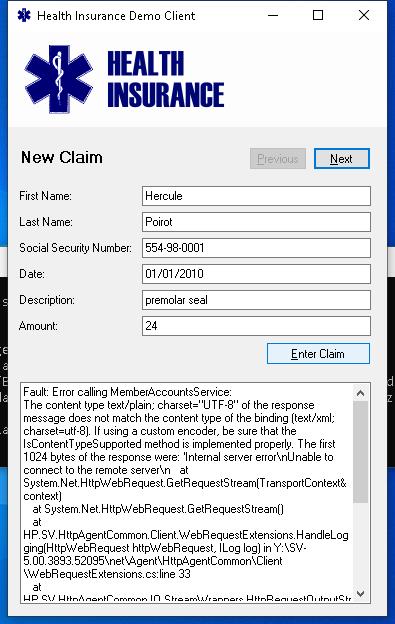 Health Insurance Demo Client
HEALTH
INSURANCE
New Claim
Previous
Next
First Name:
Hercule
Last Name:
Poirot
Social Security Number:
554-98-0001
Date:
01/01/2010
Description:
premolar seal
Amount:
24
Enter Claim
Fault: Error calling MemberAccountsService:
The content type text/plain; charset="UTF-8" of the response
message does not match the content type of the binding (text/xml;
charset=utf-8). If using a custom encoder, be sure that the
IsContentTypeSupported method is implemented properly. The first
1024 bytes of the response were: 'Internal server error\nUnable to
connect to the remote server\n   at
System.Net.HttpWebRequest.GetRequestStream(TransportContext&
context)
at System.Net.HttpWebRequest.GetRequestStream()
at
HP.SV.HttpAgentCommon.Client.WebRequestExtensions.HandleLog
ging(HttpWebRequest httpWebRequest, ILog log) in Y:\SV-
5.00.3893.52095\net\Agent\HttpAgentCommon\Client
\WebRequestExtensions.cs:line 33
at
HP.SV.HttpAgentCommon.IO.StreamWrappers.HttpRequestOutputStr